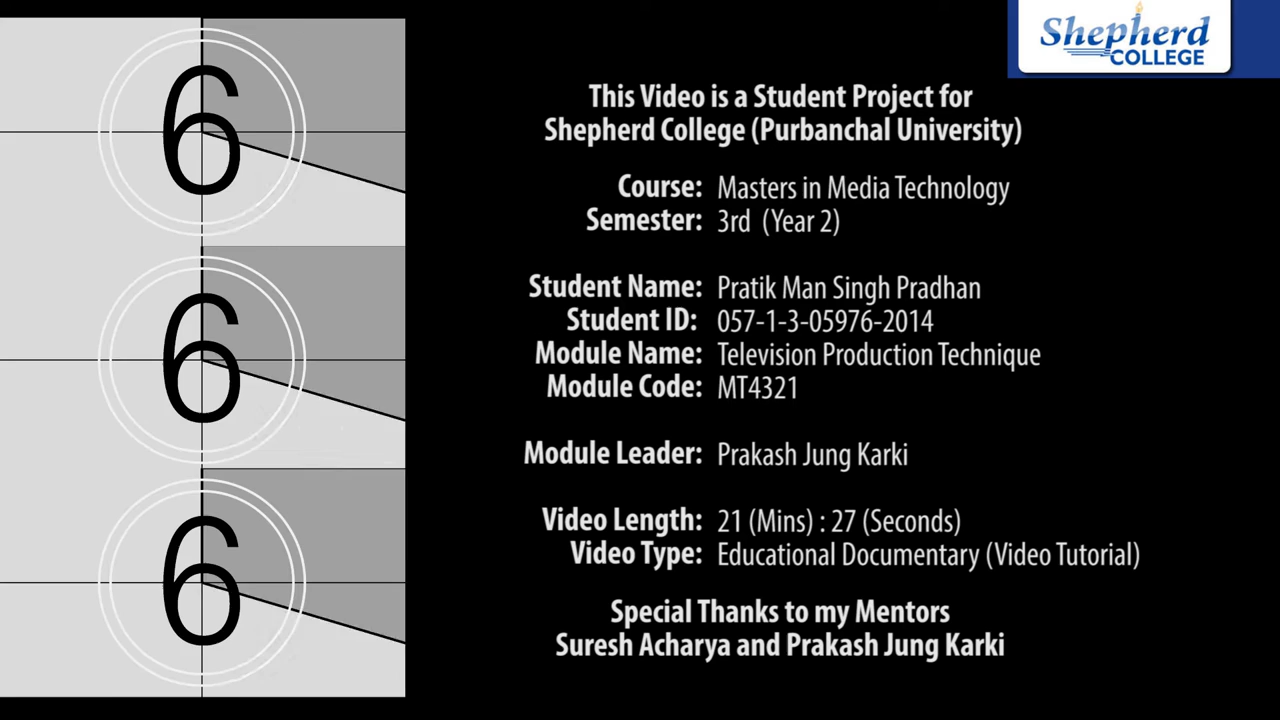 Shepherd
COLLEGE
This Video is a Student Project for
Shepherd College (Purbanchal University)
Course: Masters in Media Technology
Semester: 3rd (Year 2)
Student Name: Pratik Man Singh Pradhan
Student ID: 057-1-3-05976-2014
Module Name: Television Production Technique
Module Code: MT4321
Module Leader: Prakash Jung Karki
Video Length: 21 (Mins) : 27 (Seconds)
Video Type: Educational Documentary (Video Tutorial)
Special Thanks to my Mentors
Suresh Acharya and Prakash Jung Karki
6
6
6